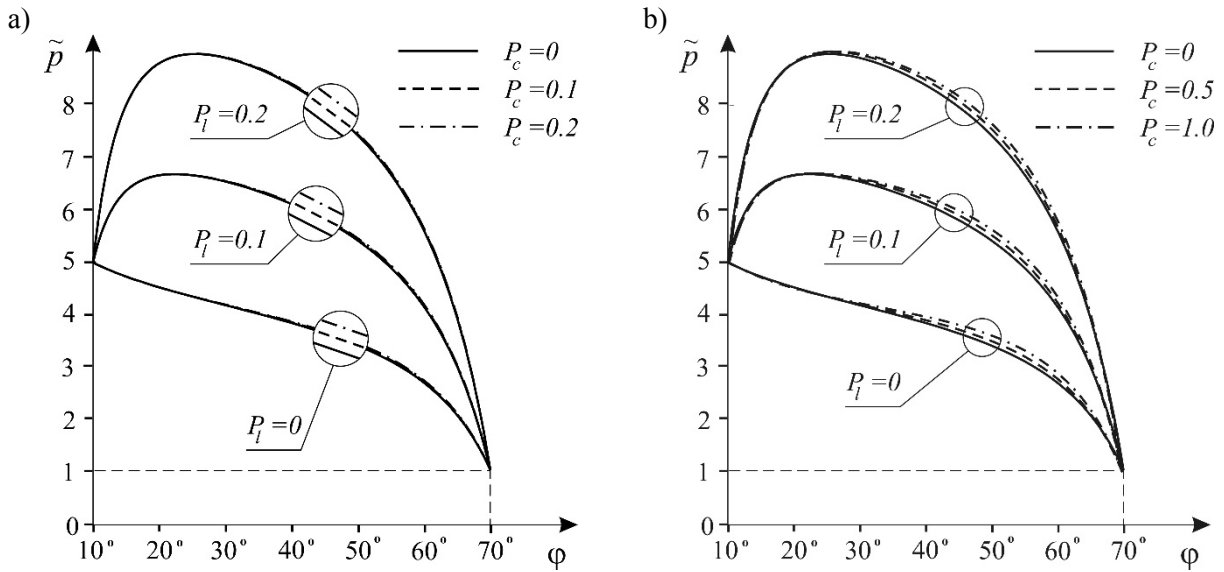 a)
p̃
P_c=0
P_c=0.1
P_c=0.2
8
7
6
5
4
3
2
1
0
P_l=0.2
P_l=0.1
P_l=0
10° 20° 30° 40° 50° 60° 70° φ
b)
p̃
P_c=0
P_c=0.5
P_c=1.0
8
7
6
5
4
3
2
1
0
P_l=0.2
P_l=0.1
P_l=0
10° 20° 30° 40° 50° 60° 70° φ